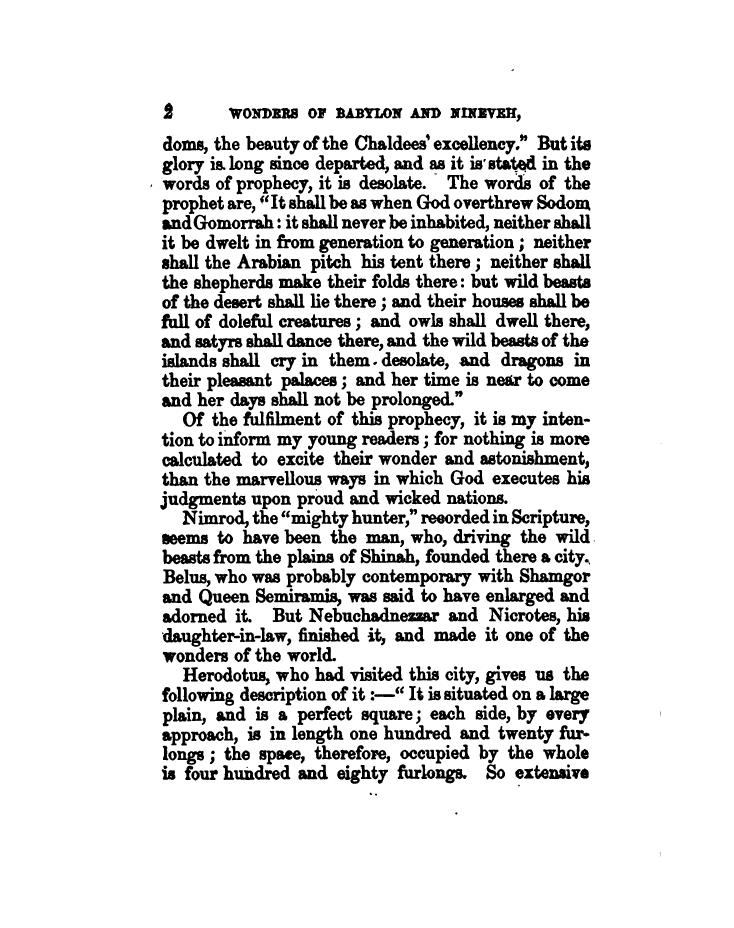 2 WONDERS OF BABYLON AND NINEVEH,
doms, the beauty of the Chaldees' excellency." But its
glory is long since departed, and as it is stated in the
words of prophecy, it is desolate. The words of the
prophet are, "It shall be as when God overthrew Sodom
and Gomorrah: it shall never be inhabited, neither shall
it be dwelt in from generation to generation; neither
shall the Arabian pitch his tent there; neither shall
the shepherds make their folds there: but wild beasts
of the desert shall lie there; and their houses shall be
full of doleful creatures; and owls shall dwell there,
and satyrs shall dance there, and the wild beasts of the
islands shall cry in them desolate, and dragons in
their pleasant palaces; and her time is near to come
and her days shall not be prolonged."
Of the fulfilment of this prophecy, it is my inten-
tion to inform my young readers; for nothing is more
calculated to excite their wonder and astonishment,
than the marvellous ways in which God executes his
judgments upon proud and wicked nations.
Nimrod, the "mighty hunter," recorded in Scripture,
seems to have been the man, who, driving the wild
beasts from the plains of Shinah, founded there a city.
Belus, who was probably contemporary with Shamgor
and Queen Semiramis, was said to have enlarged and
adorned it. But Nebuchadnezzar and Nicrotes, his
daughter-in-law, finished it, and made it one of the
wonders of the world.
Herodotus, who had visited this city, gives us the
following description of it:—"It is situated on a large
plain, and is a perfect square; each side, by every
approach, is in length one hundred and twenty fur-
longs; the space, therefore, occupied by the whole
is four hundred and eighty furlongs. So extensive